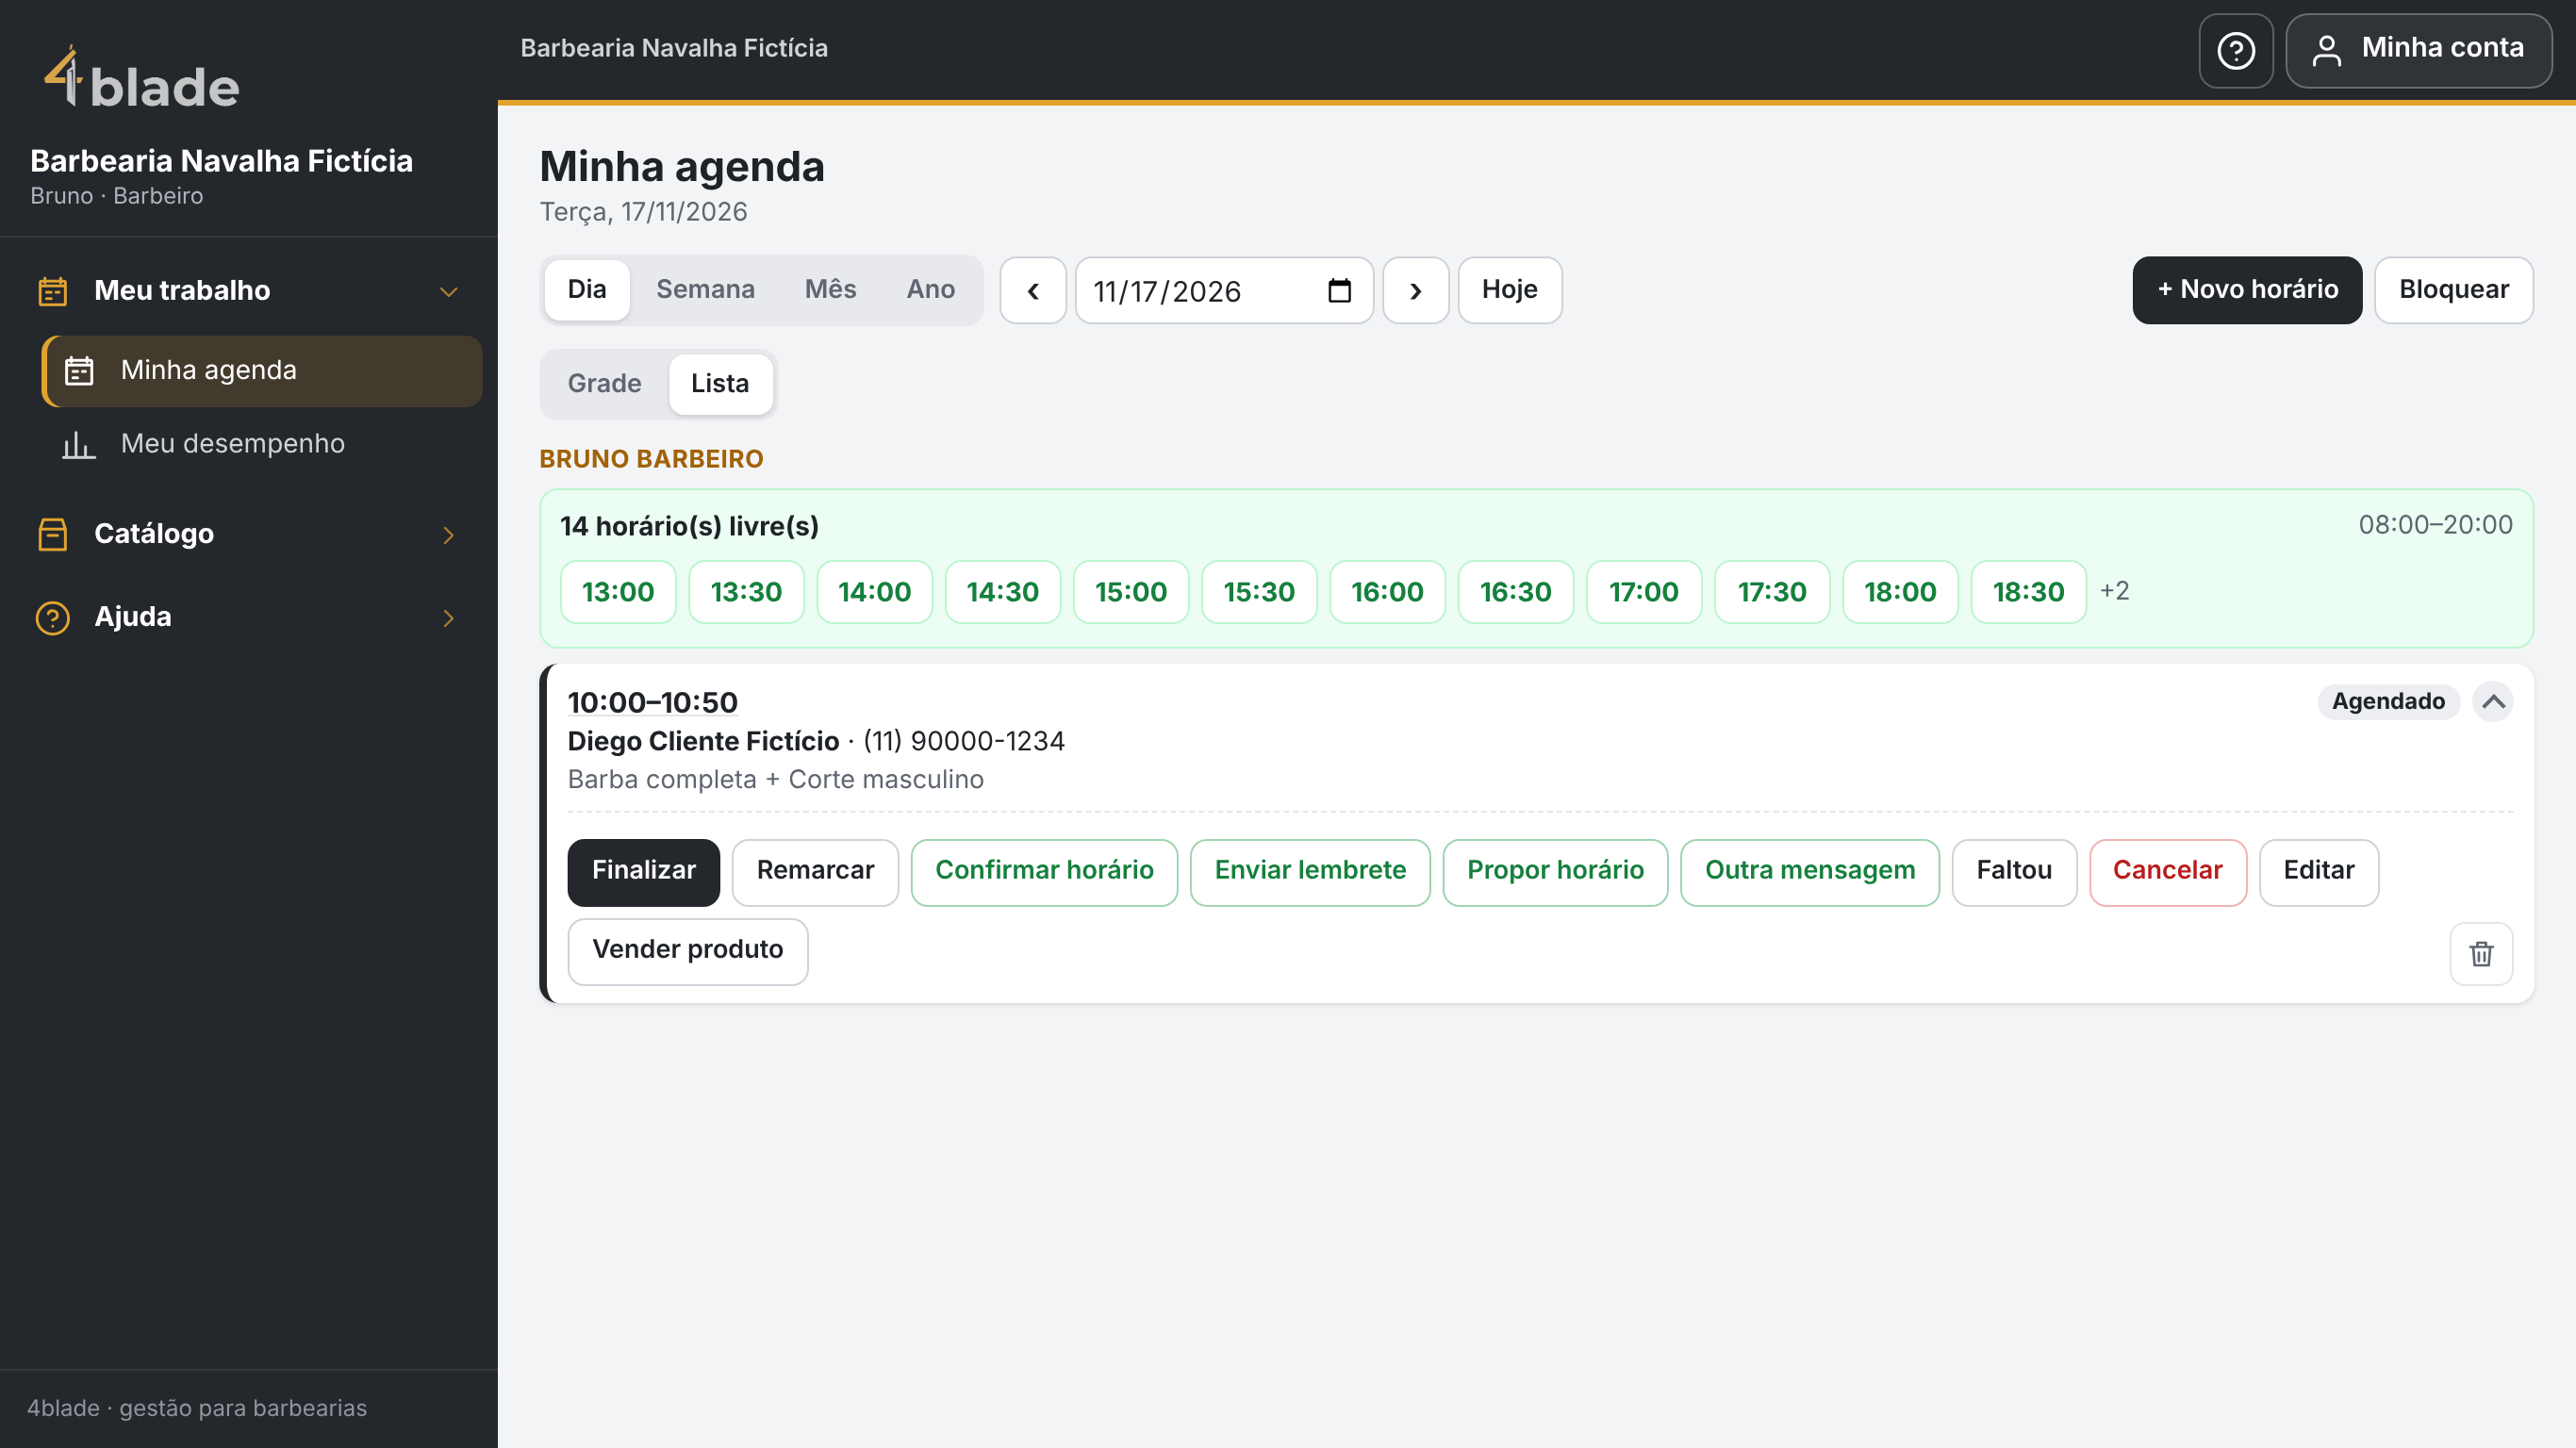 4blade
Barbearia Navalha Fictícia
Bruno · Barbeiro
Meu trabalho
Minha agenda
Meu desempenho
Catálogo
Ajuda
4blade · gestão para barbearias
Barbearia Navalha Fictícia
Minha conta
Minha agenda
Terça, 17/11/2026
Dia Semana Mês Ano ‹ 11/17/2026 › Hoje + Novo horário Bloquear
Grade Lista
BRUNO BARBEIRO
14 horário(s) livre(s) 08:00–20:00
13:00 13:30 14:00 14:30 15:00 15:30 16:00 16:30 17:00 17:30 18:00 18:30 +2
10:00–10:50 Agendado
Diego Cliente Fictício · (11) 90000-1234
Barba completa + Corte masculino
Finalizar Remarcar Confirmar horário Enviar lembrete Propor horário Outra mensagem Faltou Cancelar Editar
Vender produto